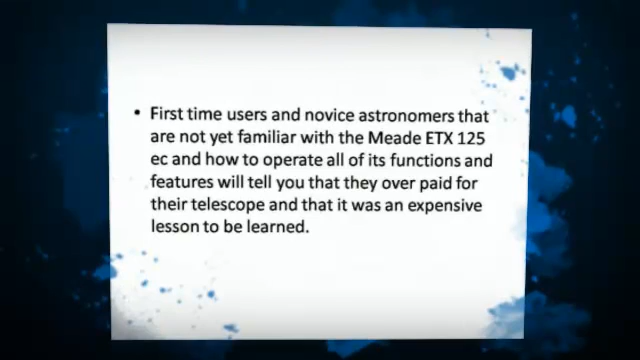 • First time users and novice astronomers that
are not yet familiar with the Meade ETX 125
ec and how to operate all of its functions and
features will tell you that they over paid for
their telescope and that it was an expensive
lesson to be learned.